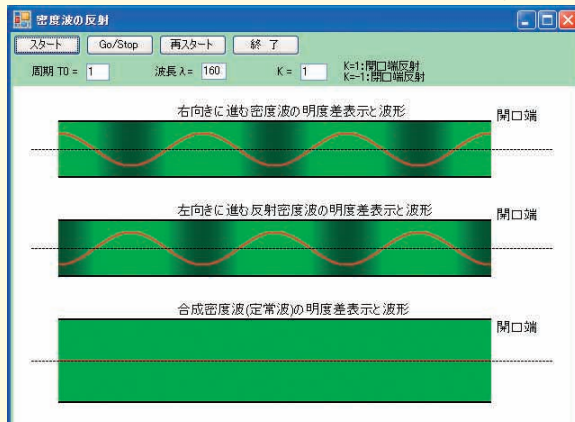 密度波の反射
スタート Go/Stop 再スタート 終 了
周期 T0 = 1 波長 λ = 160 K = 1 K=1:開口端反射
K=-1:閉口端反射
右向きに進む密度波の明度差表示と波形 開口端
左向きに進む反射密度波の明度差表示と波形 開口端
合成密度波(定常波)の明度差表示と波形 開口端